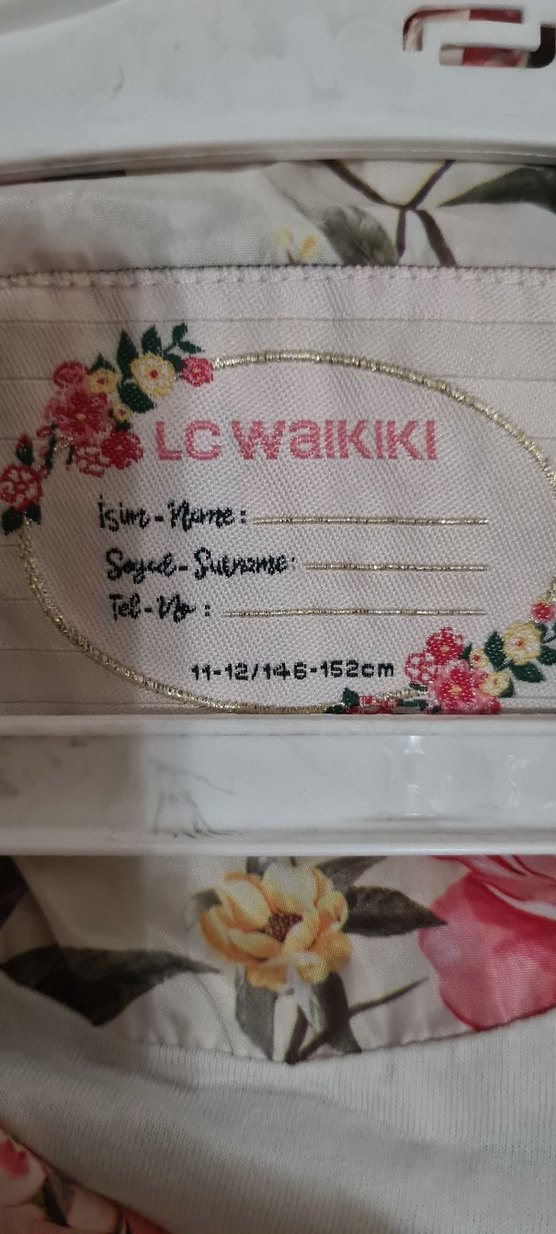 LC WAIKIKI
İsim-Name:
Soyad-Surname:
Tel-No :
11-12/146-152cm